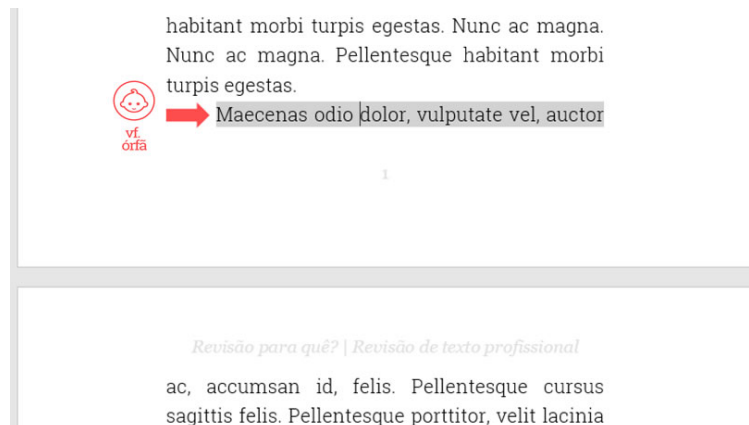 habitant morbi turpis egestas. Nunc ac magna.
Nunc ac magna. Pellentesque habitant morbi
turpis egestas.
Maecenas odio dolor, vulputate vel, auctor
vf.
órfã
1
Revisão para quê? | Revisão de texto profissional
ac, accumsan id, felis. Pellentesque cursus
sagittis felis. Pellentesque porttitor, velit lacinia